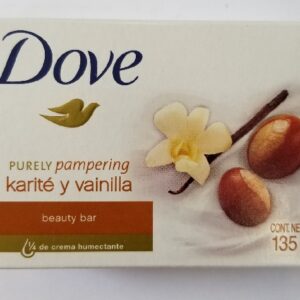 Dove
PURELY pampering
karité y vainilla
beauty bar
¼ de crema humectante
CONT. NE
135